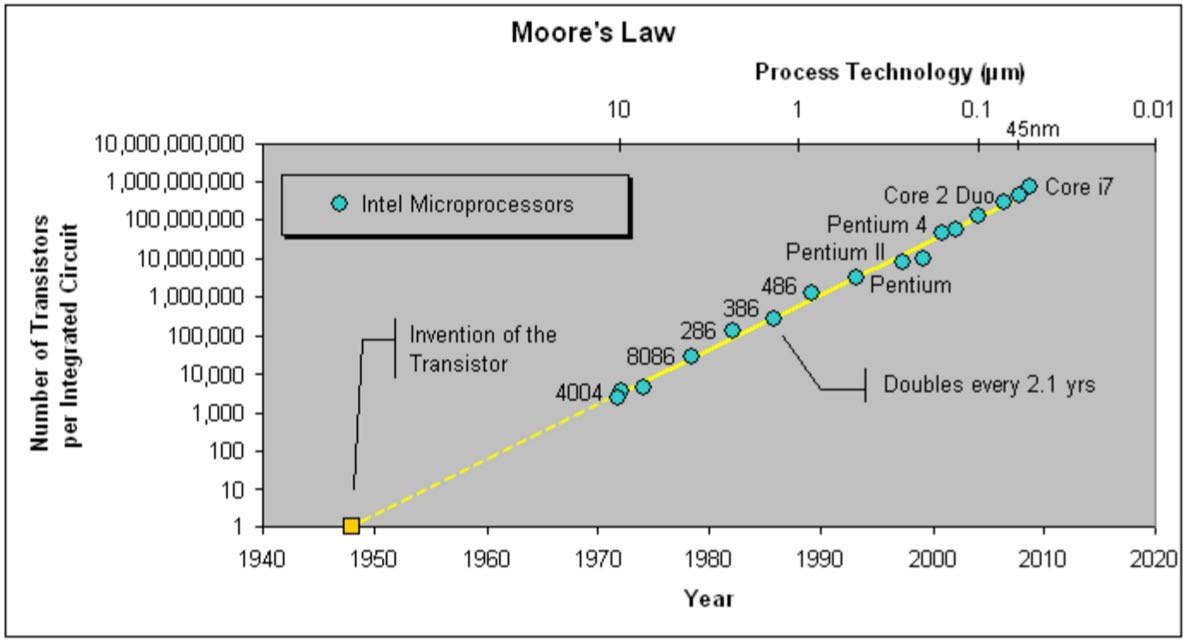 Moore's Law
Process Technology (µm)
10 1 0.1 0.01
45nm
10,000,000,000
1,000,000,000
100,000,000
10,000,000
1,000,000
100,000
10,000
1,000
100
10
1
Number of Transistors
per Integrated Circuit
Intel Microprocessors
Core i7
Core 2 Duo
Pentium 4
Pentium II
Pentium
486
386
286
8086
4004
Invention of the
Transistor
Doubles every 2.1 yrs
1940 1950 1960 1970 1980 1990 2000 2010 2020
Year